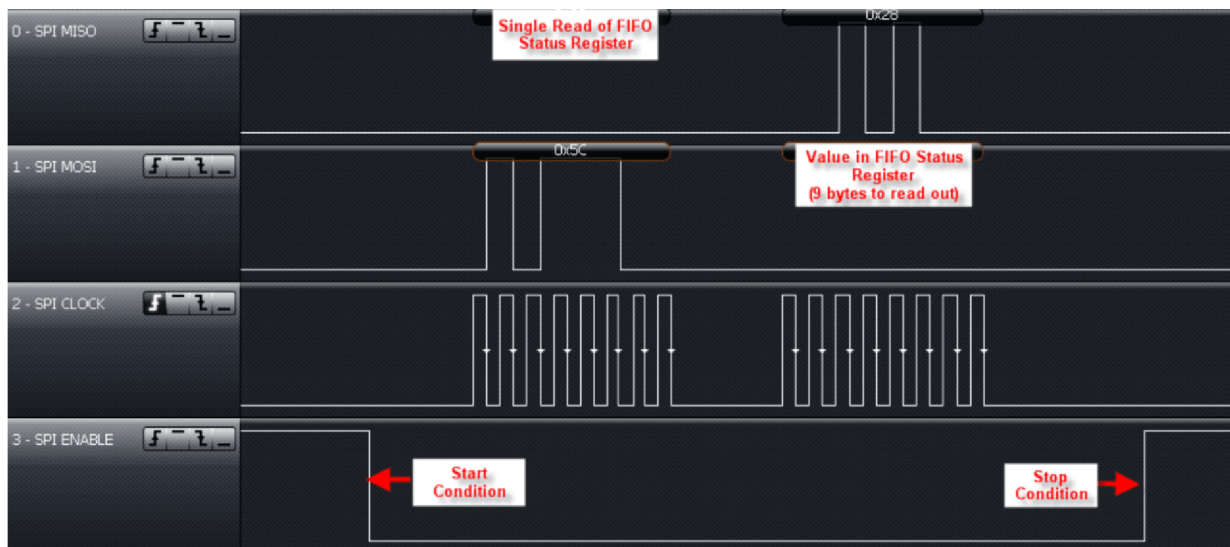 0 - SPI MISO
Single Read of FIFO
Status Register
0x28
1 - SPI MOSI
0x5C
Value in FIFO Status
Register
(9 bytes to read out)
2 - SPI CLOCK
3 - SPI ENABLE
Start
Condition
Stop
Condition